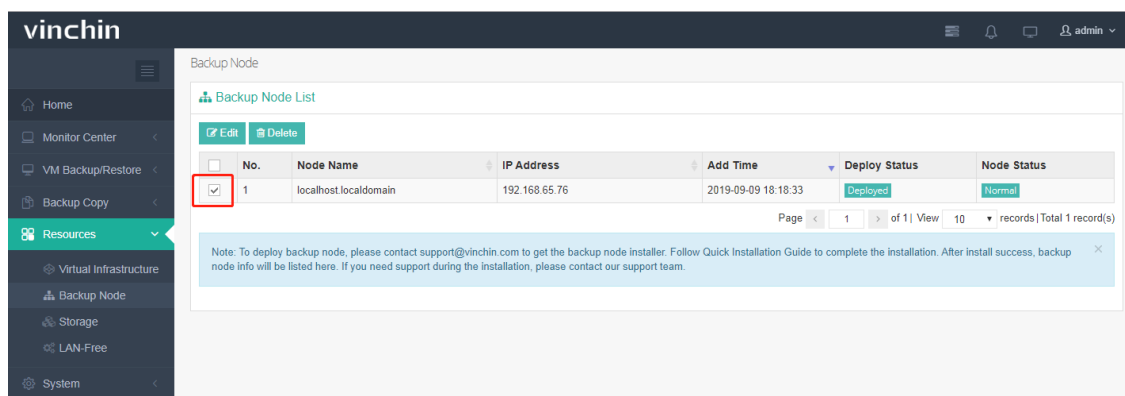 vinchin
admin
Backup Node
Home
Monitor Center
VM Backup/Restore
Backup Copy
Resources
Virtual Infrastructure
Backup Node
Storage
LAN-Free
System
Backup Node List
Edit Delete
No. Node Name IP Address Add Time Deploy Status Node Status
1 localhost.localdomain 192.168.65.76 2019-09-09 18:18:33 Deployed Normal
Page < 1 > of 1| View 10 records|Total 1 record(s)
Note: To deploy backup node, please contact support@vinchin.com to get the backup node installer. Follow Quick Installation Guide to complete the installation. After install success, backup
node info will be listed here. If you need support during the installation, please contact our support team.